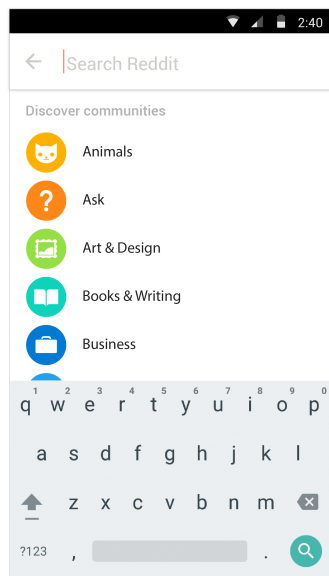 2:40
Search Reddit
Discover communities
Animals
? Ask
Art & Design
Books & Writing
Business
1 2 3 4 5 6 7 8 9 0
q w e r t y u i o p
a s d f g h j k l
z x c v b n m
?123 , .